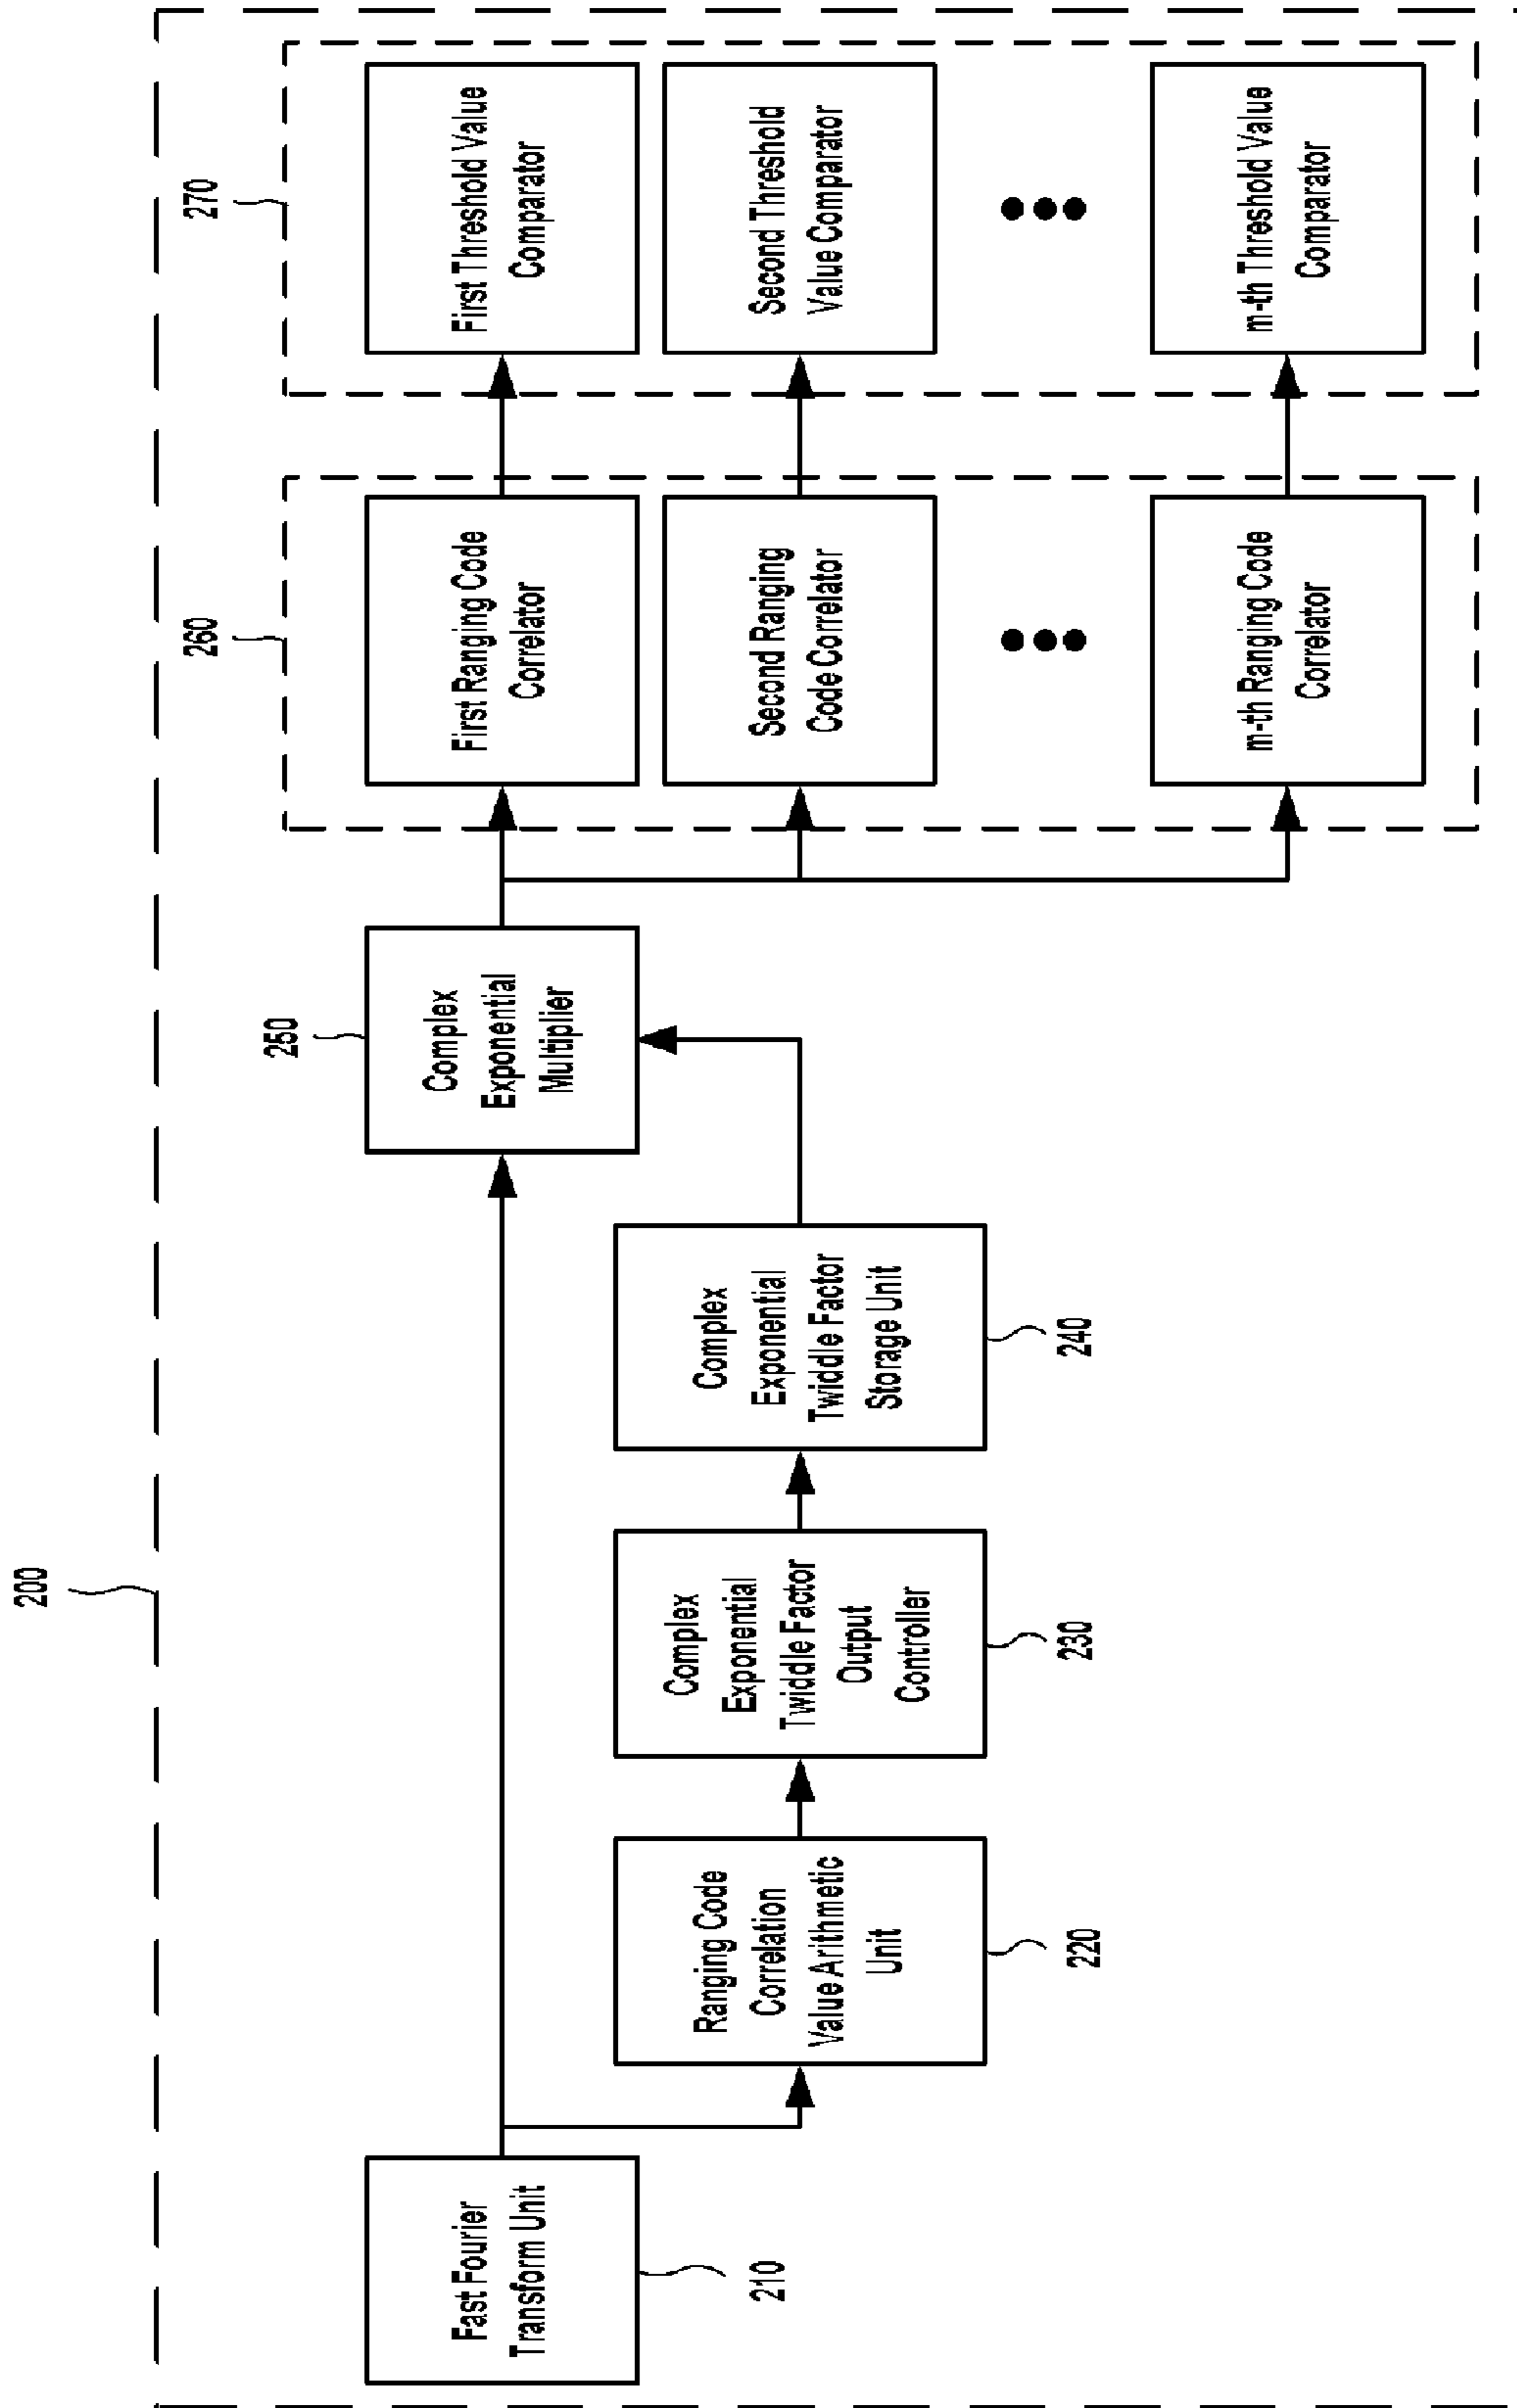 200
Fast Fourier
Transform Unit
210
Ranging Code
Correlation
Value Arithmetic
Unit
220
Complex
Exponential
Twiddle Factor
Output
Controller
230
Complex
Exponential
Twiddle Factor
Storage Unit
240
250
Complex
Exponential
Multiplier
260
First Ranging Code
Correlator
Second Ranging
Code Correlator
m-th Ranging Code
Correlator
270
First Threshold Value
Comparator
Second Threshold
Value Comparator
m-th Threshold Value
Comparator